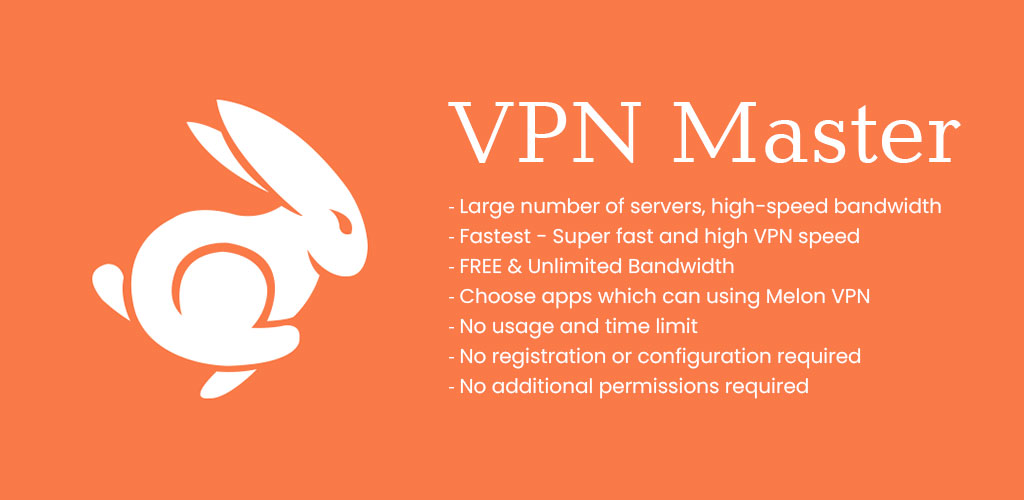 VPN Master
- Large number of servers, high-speed bandwidth
- Fastest - Super fast and high VPN speed
- FREE & Unlimited Bandwidth
- Choose apps which can using Melon VPN
- No usage and time limit
- No registration or configuration required
- No additional permissions required